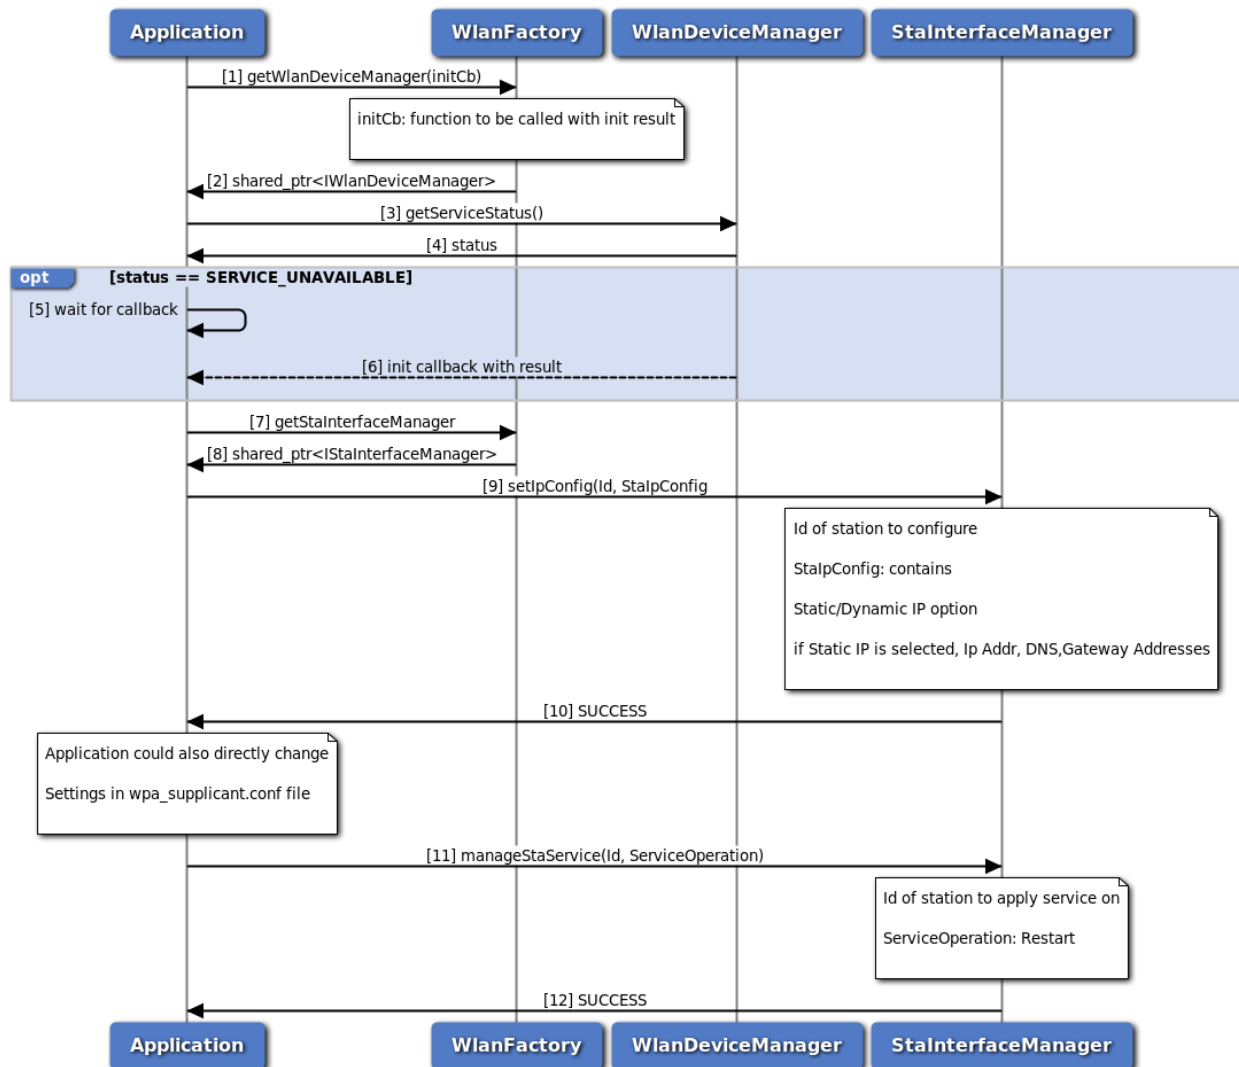 Application
WlanFactory
WlanDeviceManager
StaInterfaceManager
[1] getWlanDeviceManager(initCb)
initCb: function to be called with init result
[2] shared_ptr<IWlanDeviceManager>
[3] getServiceStatus()
[4] status
opt
[status == SERVICE_UNAVAILABLE]
[5] wait for callback
[6] init callback with result
[7] getStaInterfaceManager
[8] shared_ptr<IStaInterfaceManager>
[9] setIpConfig(Id, StaIpConfig
Id of station to configure
StaIpConfig: contains
Static/Dynamic IP option
if Static IP is selected, Ip Addr, DNS,Gateway Addresses
[10] SUCCESS
Application could also directly change
Settings in wpa_supplicant.conf file
[11] manageStaService(Id, ServiceOperation)
Id of station to apply service on
ServiceOperation: Restart
[12] SUCCESS
Application
WlanFactory
WlanDeviceManager
StaInterfaceManager